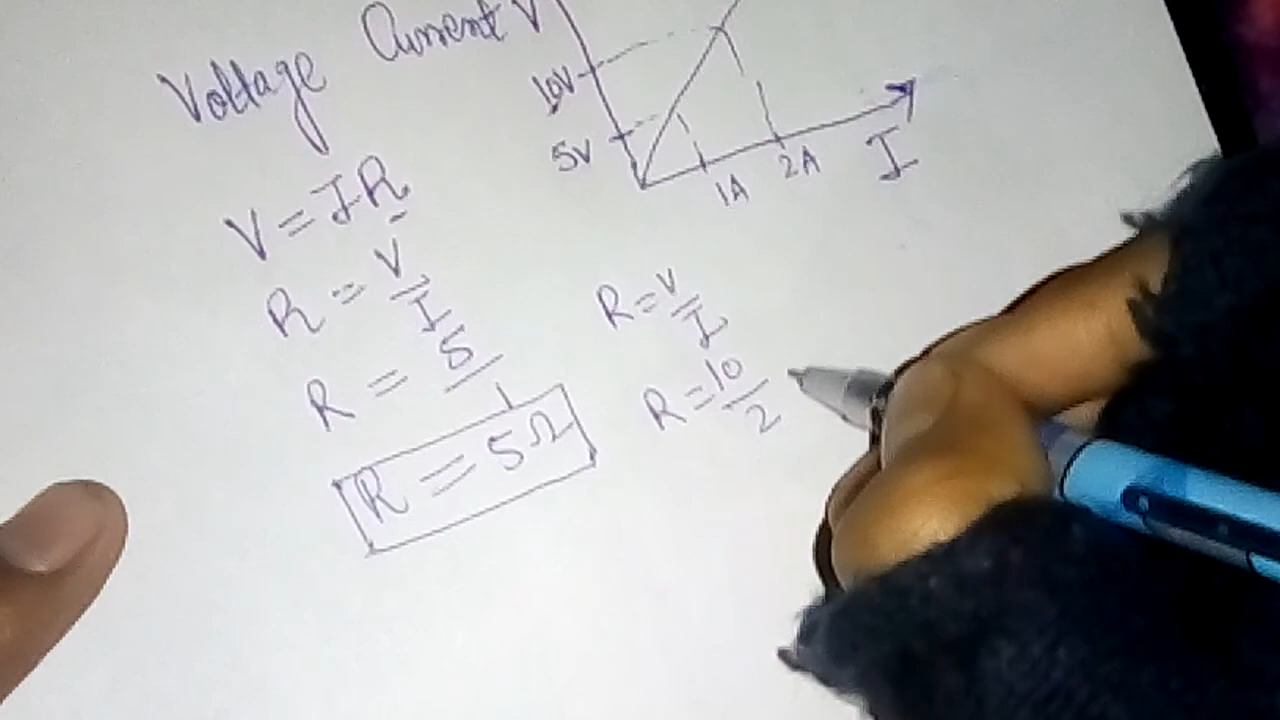 Voltage Current V
10V
5V
1A 2A I
V = IR
R = V/I
R = 5/1
R = 5Ω
R = V/I
R = 10/2